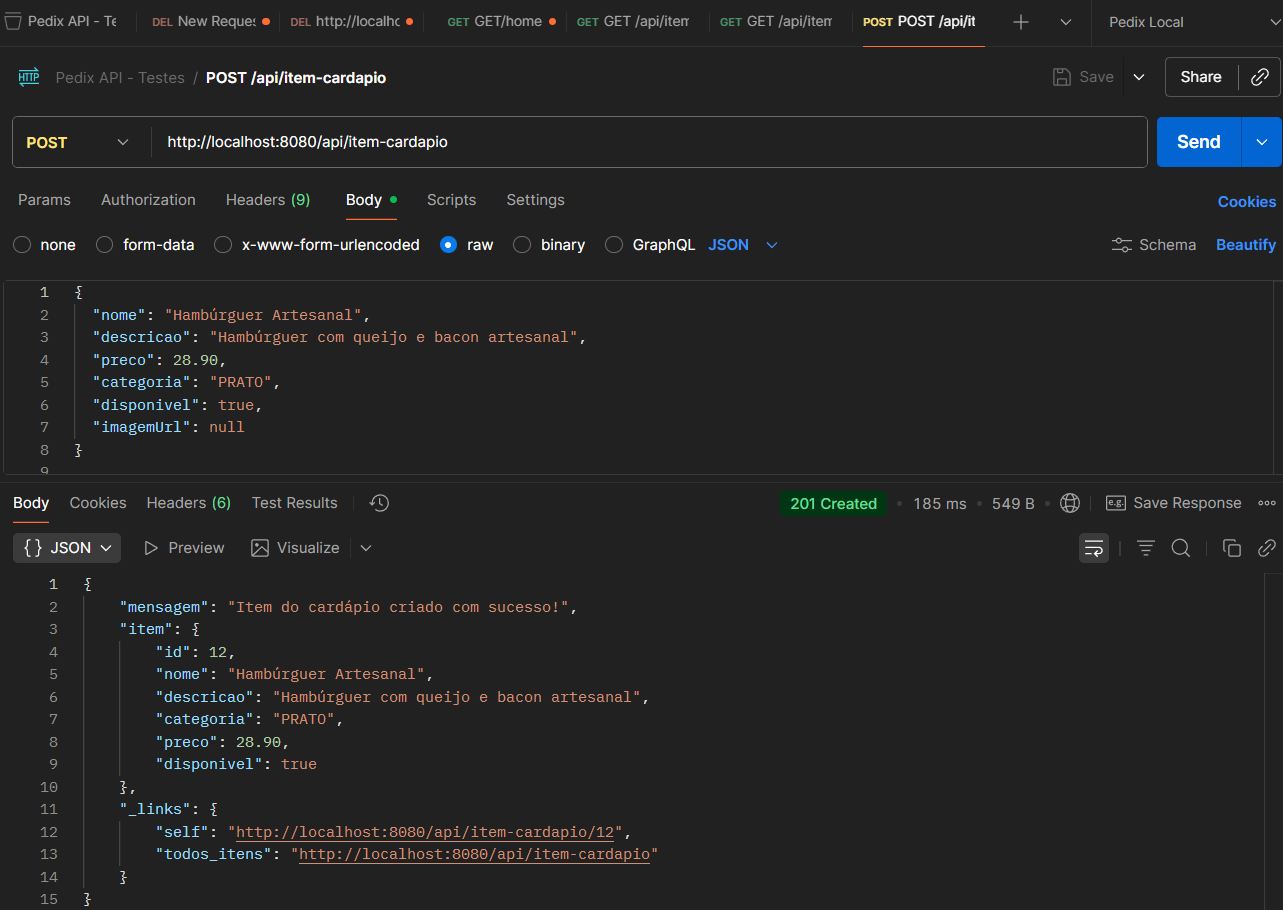 Pedix API - Te DEL New Reques DEL http://localhc GET GET/home GET GET /api/iten GET GET /api/iten POST POST /api/it Pedix Local
HTTP Pedix API - Testes / POST /api/item-cardapio Save Share
POST http://localhost:8080/api/item-cardapio Send
Params Authorization Headers (9) Body Scripts Settings Cookies
none form-data x-www-form-urlencoded raw binary GraphQL JSON Schema Beautify
1 {
2 "nome": "Hambúrguer Artesanal",
3 "descricao": "Hambúrguer com queijo e bacon artesanal",
4 "preco": 28.90,
5 "categoria": "PRATO",
6 "disponivel": true,
7 "imagemUrl": null
8 }
9
Body Cookies Headers (6) Test Results 201 Created 185 ms 549 B e.g. Save Response
{} JSON Preview Visualize
1 {
2 "mensagem": "Item do cardápio criado com sucesso!",
3 "item": {
4 "id": 12,
5 "nome": "Hambúrguer Artesanal",
6 "descricao": "Hambúrguer com queijo e bacon artesanal",
7 "categoria": "PRATO",
8 "preco": 28.90,
9 "disponivel": true
10 },
11 "_links": {
12 "self": "http://localhost:8080/api/item-cardapio/12",
13 "todos_itens": "http://localhost:8080/api/item-cardapio"
14 }
15 }